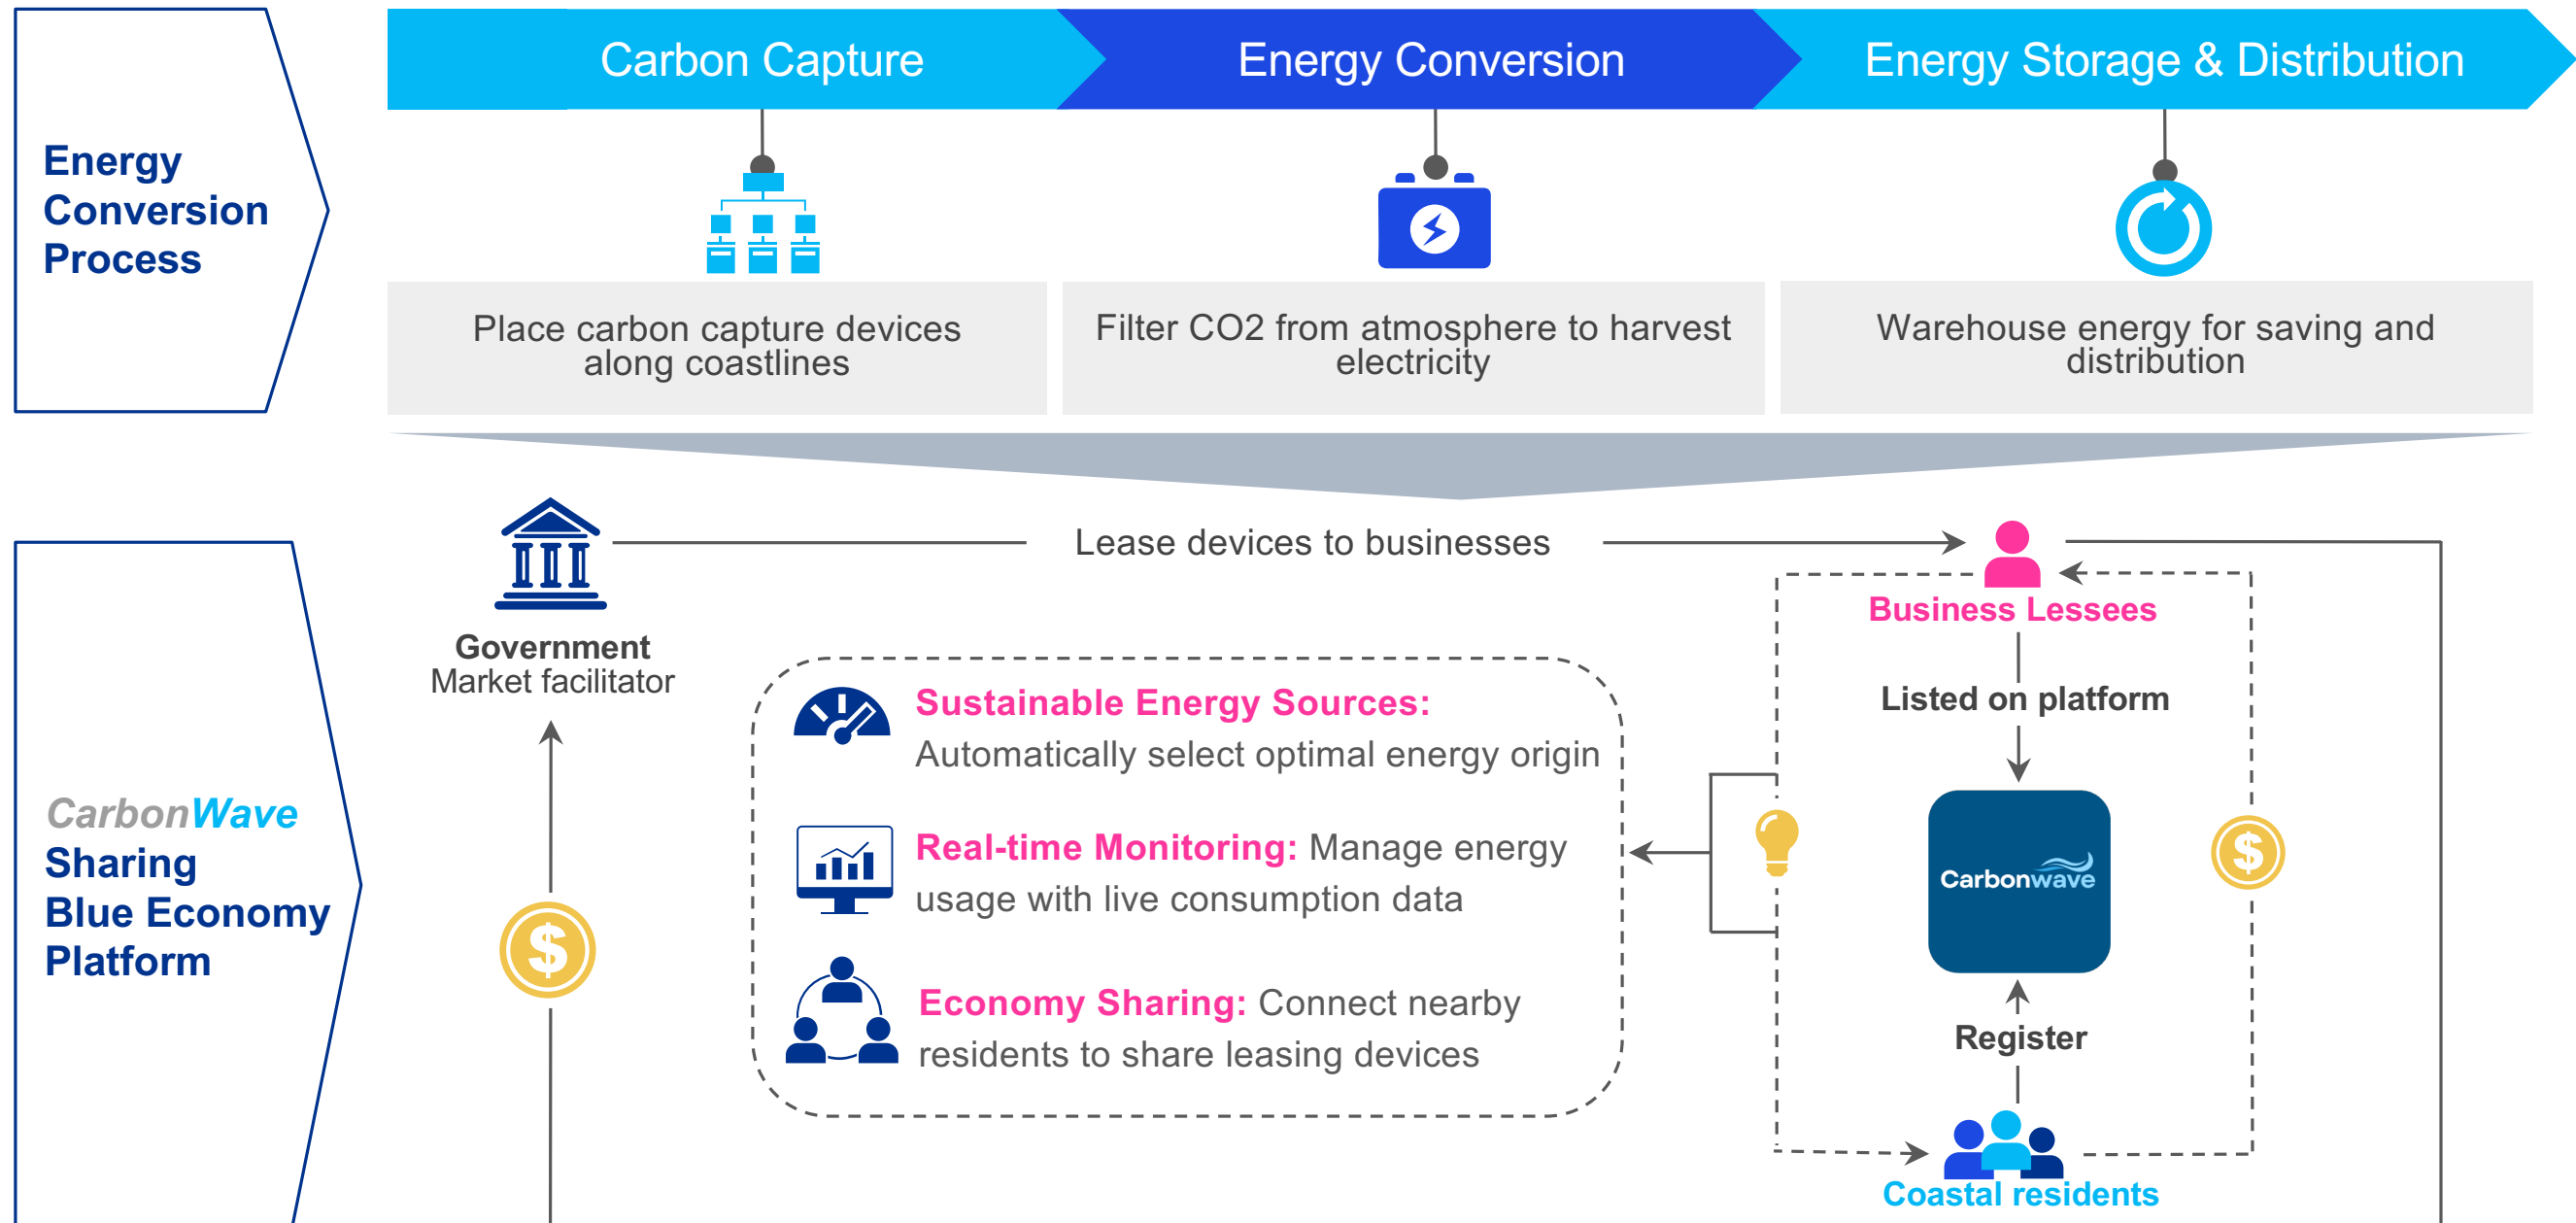 Carbon Capture
Energy Conversion
Energy Storage & Distribution
Energy
Conversion
Process
Place carbon capture devices
along coastlines
Filter CO2 from atmosphere to harvest
electricity
Warehouse energy for saving and
distribution
Lease devices to businesses
Government
Market facilitator
Business Lessees
Listed on platform
Sustainable Energy Sources:
Automatically select optimal energy origin
Real-time Monitoring: Manage energy
usage with live consumption data
Economy Sharing: Connect nearby
residents to share leasing devices
CarbonWave
Sharing
Blue Economy
Platform
$
$
Carbonwave
Register
Coastal residents